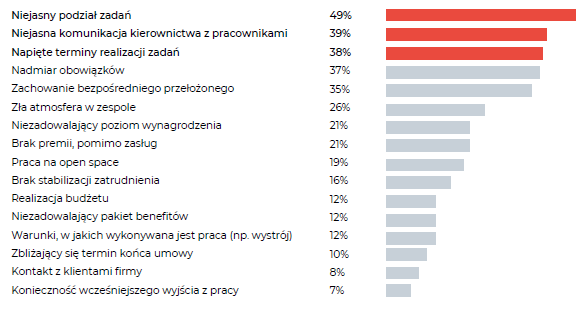 Niejasny podział zadań 49%
Niejasna komunikacja kierownictwa z pracownikami 39%
Napięte terminy realizacji zadań 38%
Nadmiar obowiązków 37%
Zachowanie bezpośredniego przełożonego 35%
Zła atmosfera w zespole 26%
Niezadowalający poziom wynagrodzenia 21%
Brak premii, pomimo zasług 21%
Praca na open space 19%
Brak stabilizacji zatrudnienia 16%
Realizacja budżetu 12%
Niezadowalający pakiet benefitów 12%
Warunki, w jakich wykonywana jest praca (np. wystrój) 12%
Zbliżający się termin końca umowy 10%
Kontakt z klientami firmy 8%
Konieczność wcześniejszego wyjścia z pracy 7%